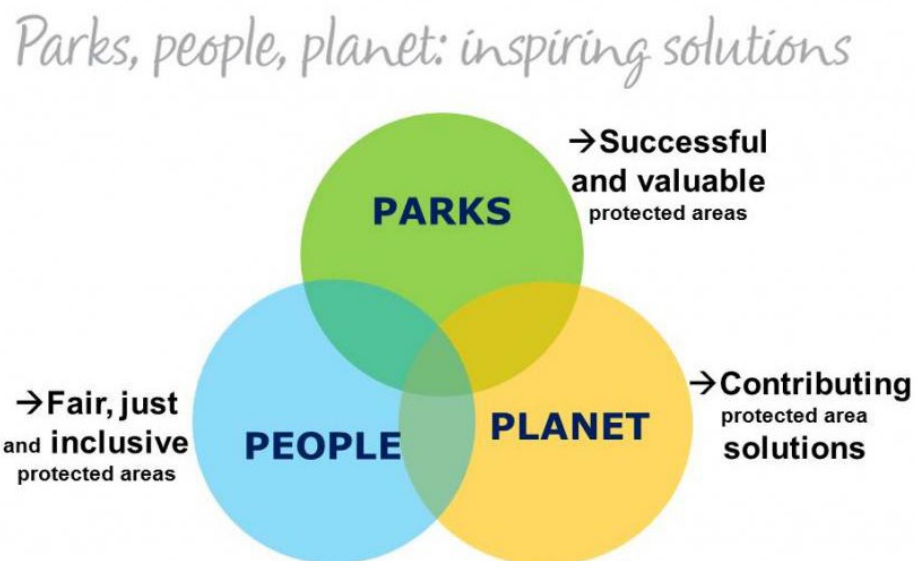 Parks, people, planet: inspiring solutions
→Successful
and valuable
protected areas
PARKS
→Fair, just
and inclusive
protected areas
PEOPLE
PLANET
→Contributing
protected area
solutions